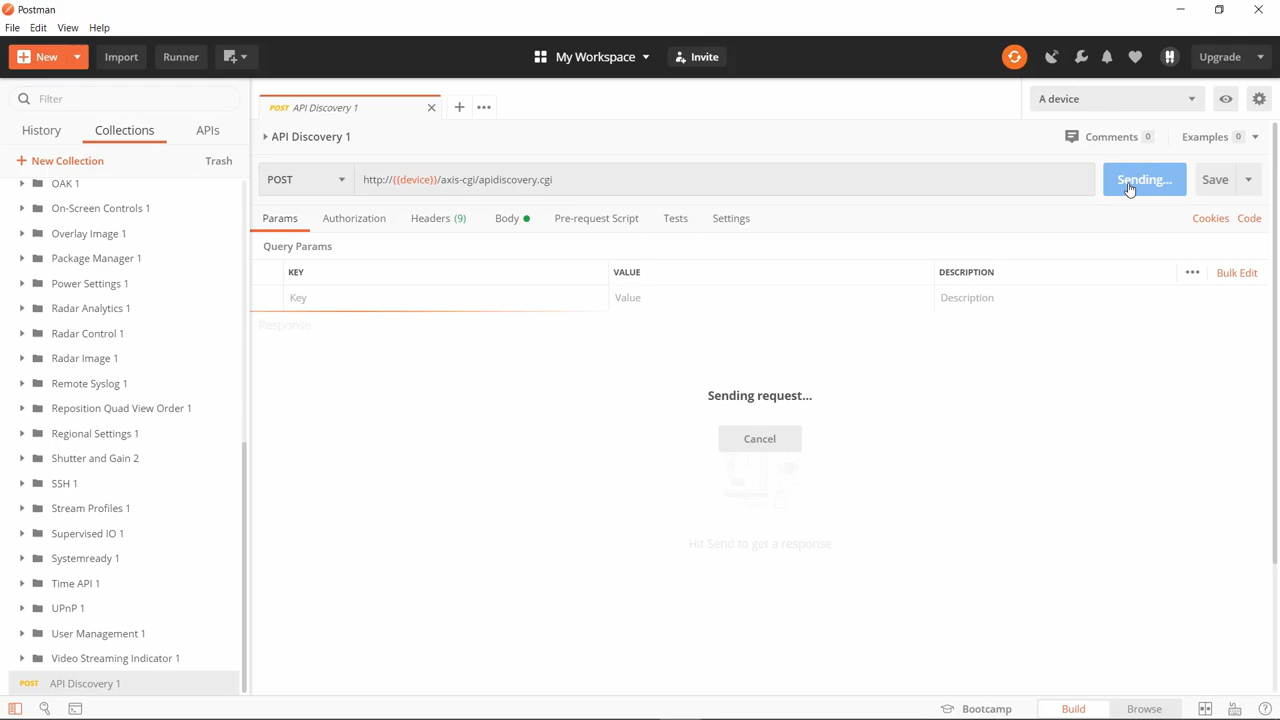 Postman
File Edit View Help
New Import Runner My Workspace Invite Upgrade
Filter
History Collections APIs
New Collection Trash
OAK 1
On-Screen Controls 1
Overlay Image 1
Package Manager 1
Power Settings 1
Radar Analytics 1
Radar Control 1
Radar Image 1
Remote Syslog 1
Reposition Quad View Order 1
Regional Settings 1
Shutter and Gain 2
SSH 1
Stream Profiles 1
Supervised IO 1
Systemready 1
Time API 1
UPnP 1
User Management 1
Video Streaming Indicator 1
POST API Discovery 1
POST API Discovery 1
A device
API Discovery 1
Comments 0 Examples 0
POST http://{{device}}/axis-cgi/apidiscovery.cgi Sending... Save
Params Authorization Headers (9) Body Pre-request Script Tests Settings Cookies Code
Query Params
KEY VALUE DESCRIPTION Bulk Edit
Key Value Description
Response
Sending request...
Cancel
Hit Send to get a response
Bootcamp Build Browse